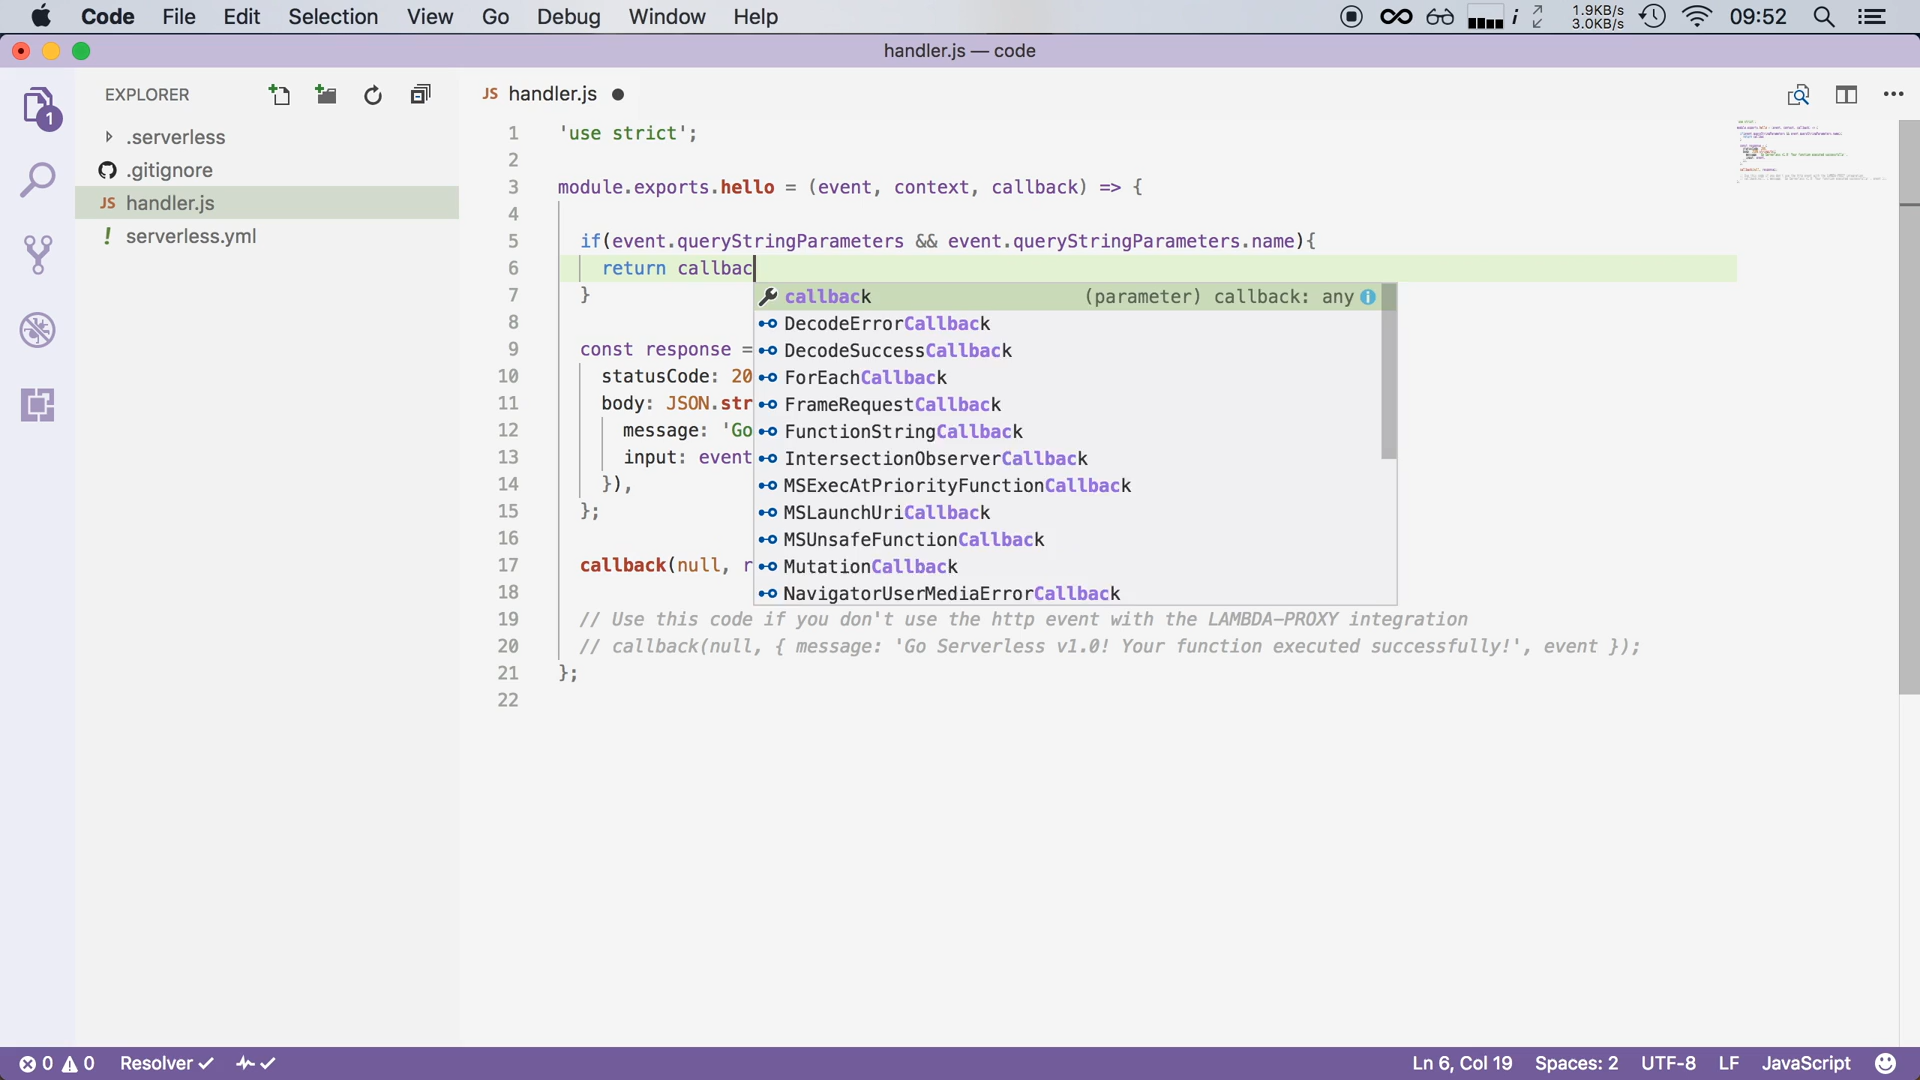 Code File Edit Selection View Go Debug Window Help
1.9KB/s
3.0KB/s
09:52
handler.js — code
EXPLORER
1
.serverless
.gitignore
JS handler.js
! serverless.yml
JS handler.js
1 'use strict';
2
3 module.exports.hello = (event, context, callback) => {
4
5 if(event.queryStringParameters && event.queryStringParameters.name){
6 return callbac
7 }
8
9 const response =
10 statusCode: 20
11 body: JSON.str
12 message: 'Go
13 input: event
14 }),
15 };
16
17 callback(null, r
18
19 // Use this code if you don't use the http event with the LAMBDA-PROXY integration
20 // callback(null, { message: 'Go Serverless v1.0! Your function executed successfully!', event });
21 };
22
callback (parameter) callback: any
DecodeErrorCallback
DecodeSuccessCallback
ForEachCallback
FrameRequestCallback
FunctionStringCallback
IntersectionObserverCallback
MSExecAtPriorityFunctionCallback
MSLaunchUriCallback
MSUnsafeFunctionCallback
MutationCallback
NavigatorUserMediaErrorCallback
0 0 Resolver Ln 6, Col 19 Spaces: 2 UTF-8 LF JavaScript